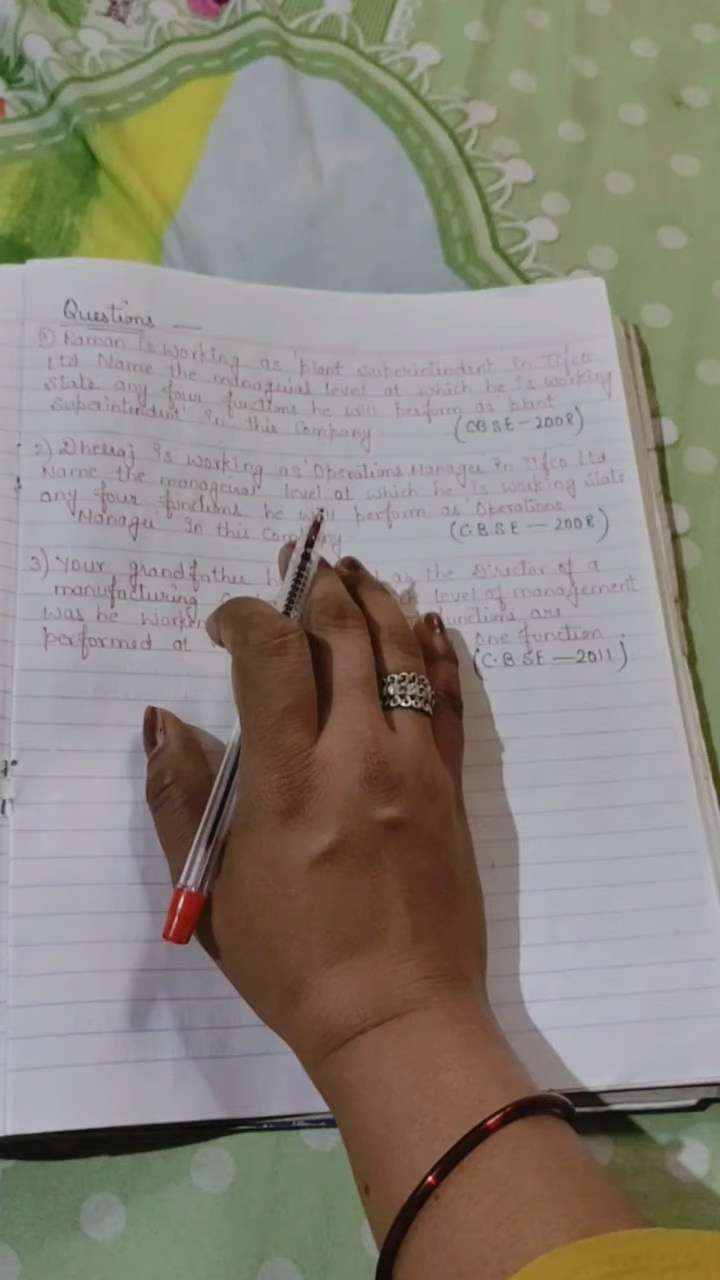 Questions —
1) Raman is working as 'plant superintendent in Tifco
Ltd Name the managuial level at which he is working
State any four functions he will perform as plant
Superintendent' in this Company. (CBSE-2008)
2) Dheeraj is working as 'Operations Manager in Tifco Ltd
Name the managerial level at which he is working State
any four functions he will perform as Operations
Manager in this Company (C.B.S.E — 2008)
3) Your grandfather as the Director of a
manufacturing level of management
was he functions are
performed at one function
(C.B.S.E — 2011)